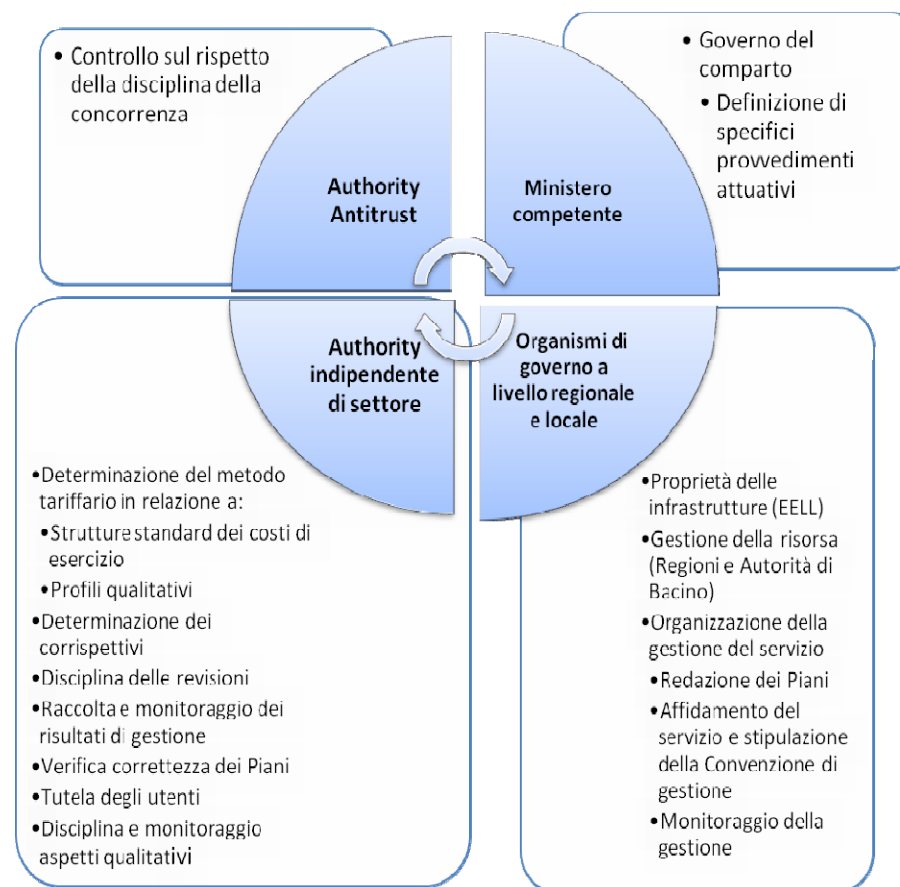 • Controllo sul rispetto
della disciplina della
concorrenza
Authority
Antitrust
Ministero
competente
• Governo del
comparto
• Definizione di
specifici
provvedimenti
attuativi
Authority
indipendente
di settore
Organismi di
governo a
livello regionale
e locale
•Determinazione del metodo
tariffario in relazione a:
•Strutture standard dei costi di
esercizio
•Profili qualitativi
•Determinazione dei
corrispettivi
•Disciplina delle revisioni
•Raccolta e monitoraggio dei
risultati di gestione
•Verifica correttezza dei Piani
•Tutela degli utenti
•Disciplina e monitoraggio
aspetti qualitativi
•Proprietà delle
infrastrutture (EELL)
•Gestione della risorsa
(Regioni e Autorità di
Bacino)
•Organizzazione della
gestione del servizio
•Redazione dei Piani
•Affidamento del
servizio e stipulazione
della Convenzione di
gestione
•Monitoraggio della
gestione